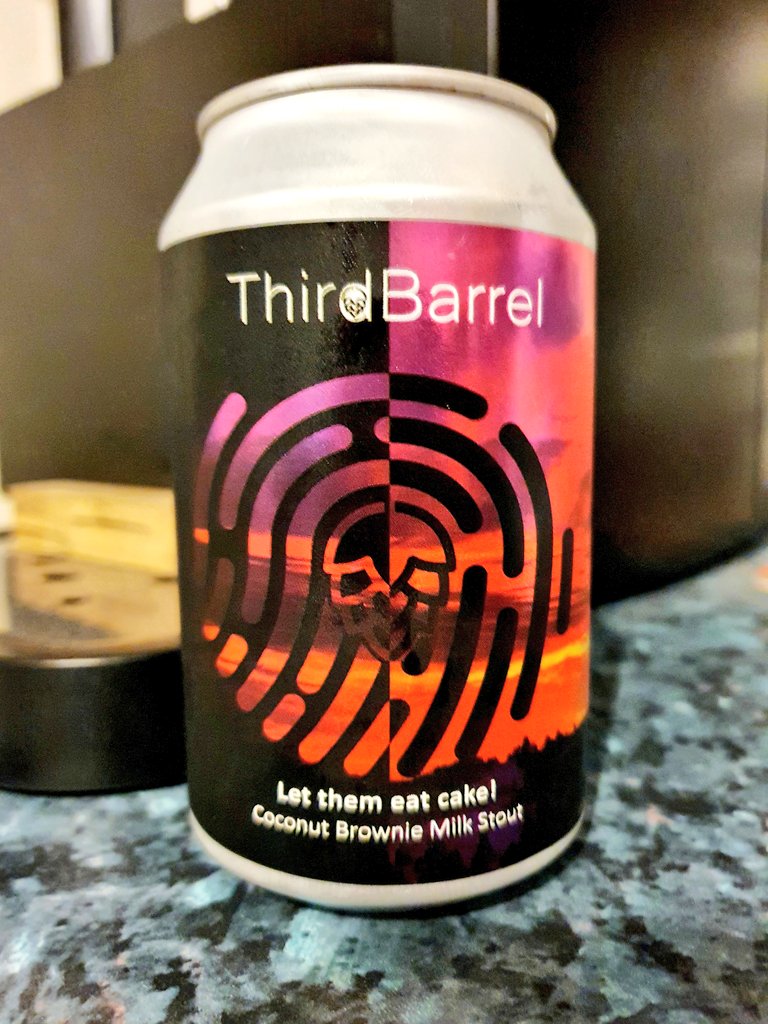 ThirdBarrel
Let them eat cake!
Coconut Brownie Milk Stout